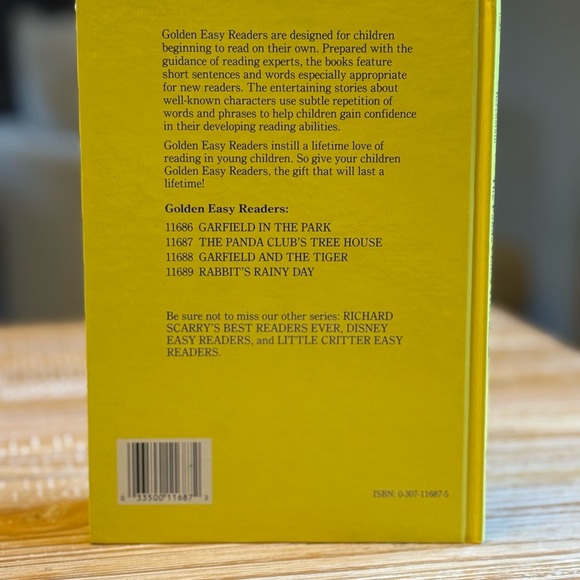 Golden Easy Readers are designed for children
beginning to read on their own. Prepared with the
guidance of reading experts, the books feature
short sentences and words especially appropriate
for new readers. The entertaining stories about
well-known characters use subtle repetition of
words and phrases to help children gain confidence
in their developing reading abilities.
Golden Easy Readers instill a lifetime love of
reading in young children. So give your children
Golden Easy Readers, the gift that will last a
lifetime!
Golden Easy Readers:
11686 GARFIELD IN THE PARK
11687 THE PANDA CLUB'S TREE HOUSE
11688 GARFIELD AND THE TIGER
11689 RABBIT'S RAINY DAY
Be sure not to miss our other series: RICHARD
SCARRY'S BEST READERS EVER, DISNEY
EASY READERS, and LITTLE CRITTER EASY
READERS.
0 33500 11687 2
ISBN: 0-307-11687-5